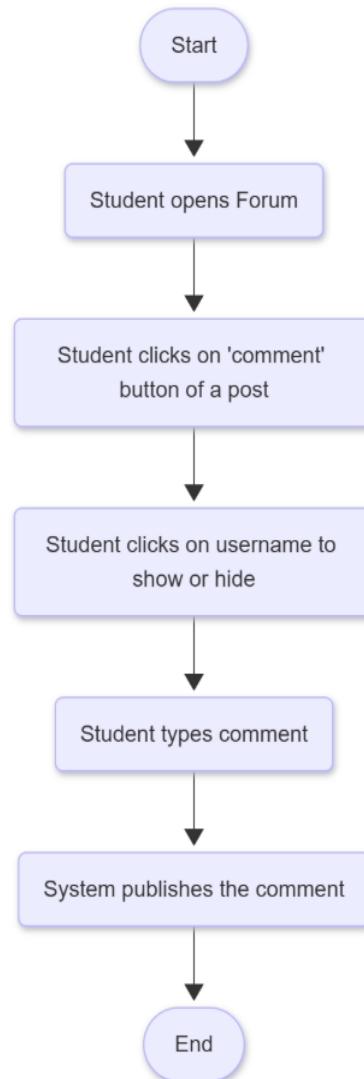 Start
Student opens Forum
Student clicks on 'comment'
button of a post
Student clicks on username to
show or hide
Student types comment
System publishes the comment
End